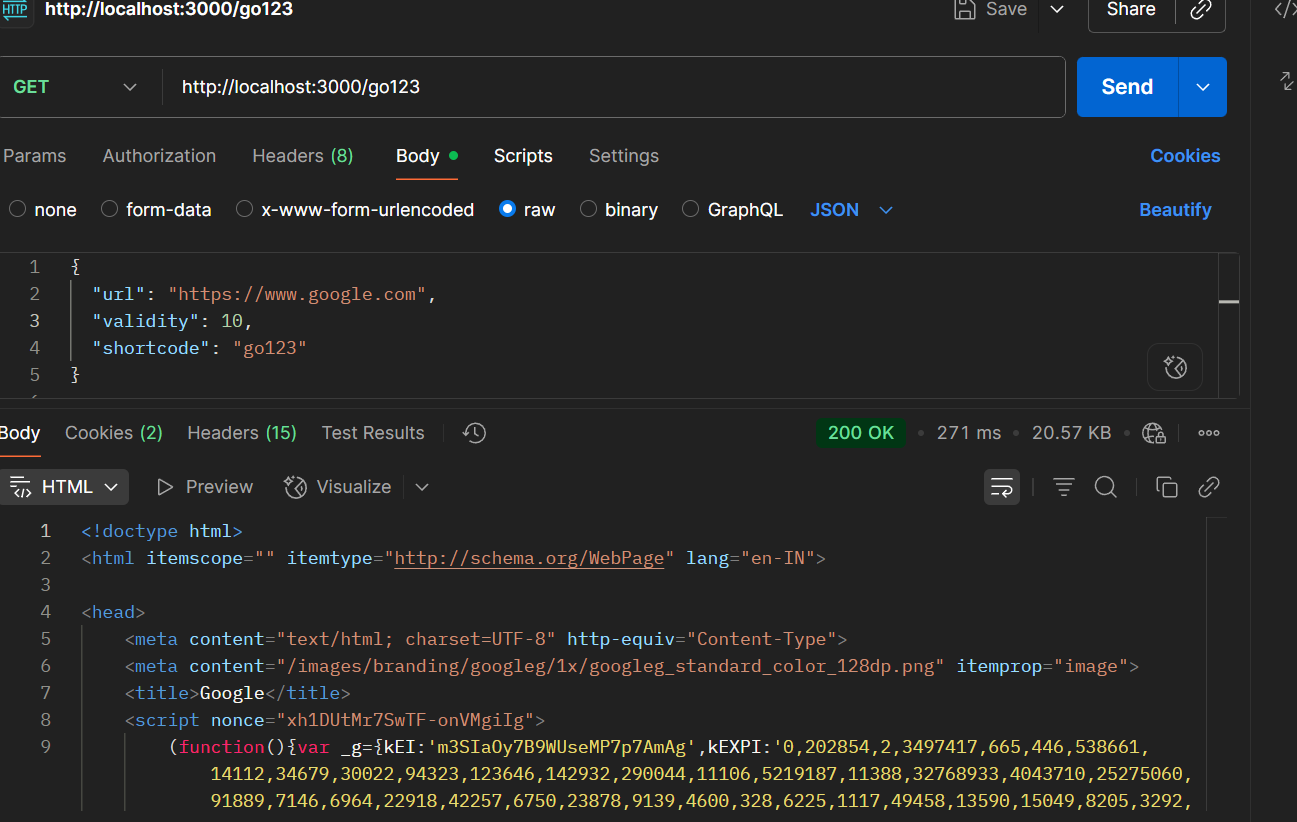 HTTP http://localhost:3000/go123 Save Share
GET http://localhost:3000/go123 Send
Params Authorization Headers (8) Body Scripts Settings Cookies
none form-data x-www-form-urlencoded raw binary GraphQL JSON Beautify
1 {
2 "url": "https://www.google.com",
3 "validity": 10,
4 "shortcode": "go123"
5 }
Body Cookies (2) Headers (15) Test Results 200 OK • 271 ms • 20.57 KB •
HTML Preview Visualize
1 <!doctype html>
2 <html itemscope="" itemtype="http://schema.org/WebPage" lang="en-IN">
3
4 <head>
5 <meta content="text/html; charset=UTF-8" http-equiv="Content-Type">
6 <meta content="/images/branding/googleg/1x/googleg_standard_color_128dp.png" itemprop="image">
7 <title>Google</title>
8 <script nonce="xh1DUtMr7SwTF-onVMgiIg">
9 (function(){var _g={kEI:'m3SIaOy7B9WUseMP7p7AmAg',kEXPI:'0,202854,2,3497417,665,446,538661,
14112,34679,30022,94323,123646,142932,290044,11106,5219187,11388,32768933,4043710,25275060,
91889,7146,6964,22918,42257,6750,23878,9139,4600,328,6225,1117,49458,13590,15049,8205,3292,